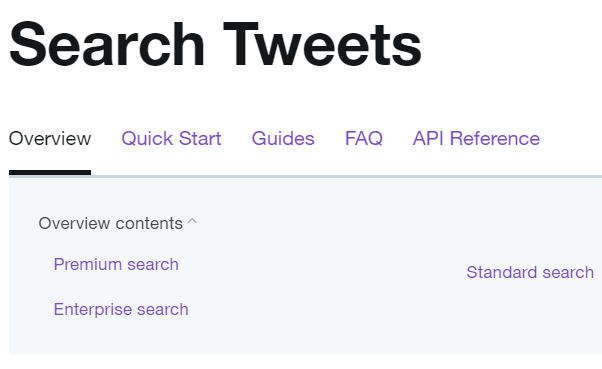 Search Tweets
Overview Quick Start Guides FAQ API Reference
Overview contents ^
Premium search
Standard search
Enterprise search